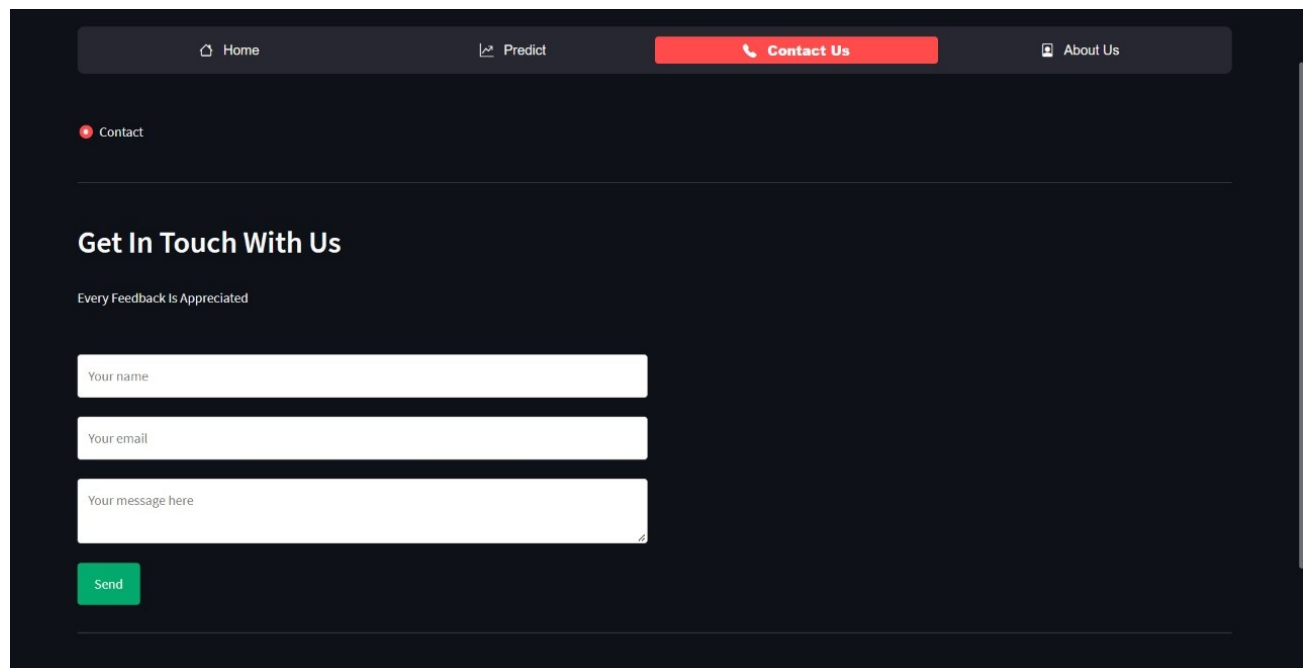 Home Predict Contact Us About Us
Contact
Get In Touch With Us
Every Feedback Is Appreciated
Your name
Your email
Your message here
Send